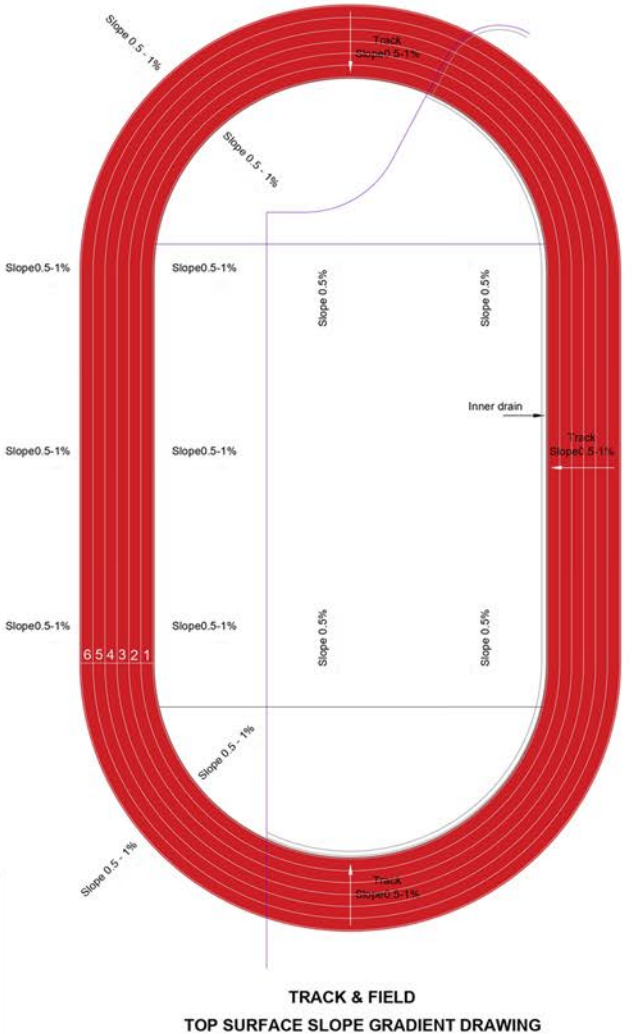 Slope 0.5 - 1%
Track
Slope0.5-1%
Slope 0.5 - 1%
Slope0.5-1%
Slope0.5-1%
Slope 0.5%
Slope 0.5%
Inner drain
Track
Slope0.5-1%
Slope0.5-1%
Slope0.5-1%
Slope0.5-1%
Slope0.5-1%
Slope 0.5%
Slope 0.5%
6 5 4 3 2 1
Slope 0.5 - 1%
Slope 0.5 - 1%
Track
Slope0.5-1%
TRACK & FIELD
TOP SURFACE SLOPE GRADIENT DRAWING